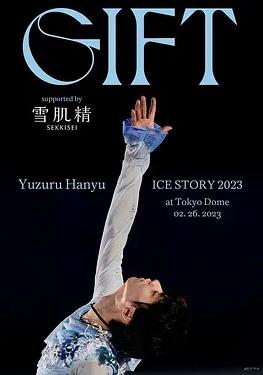 GIFT
supported by
雪肌精
SEKKISEI
Yuzuru Hanyu
ICE STORY 2023
at Tokyo Dome
02. 26. 2023